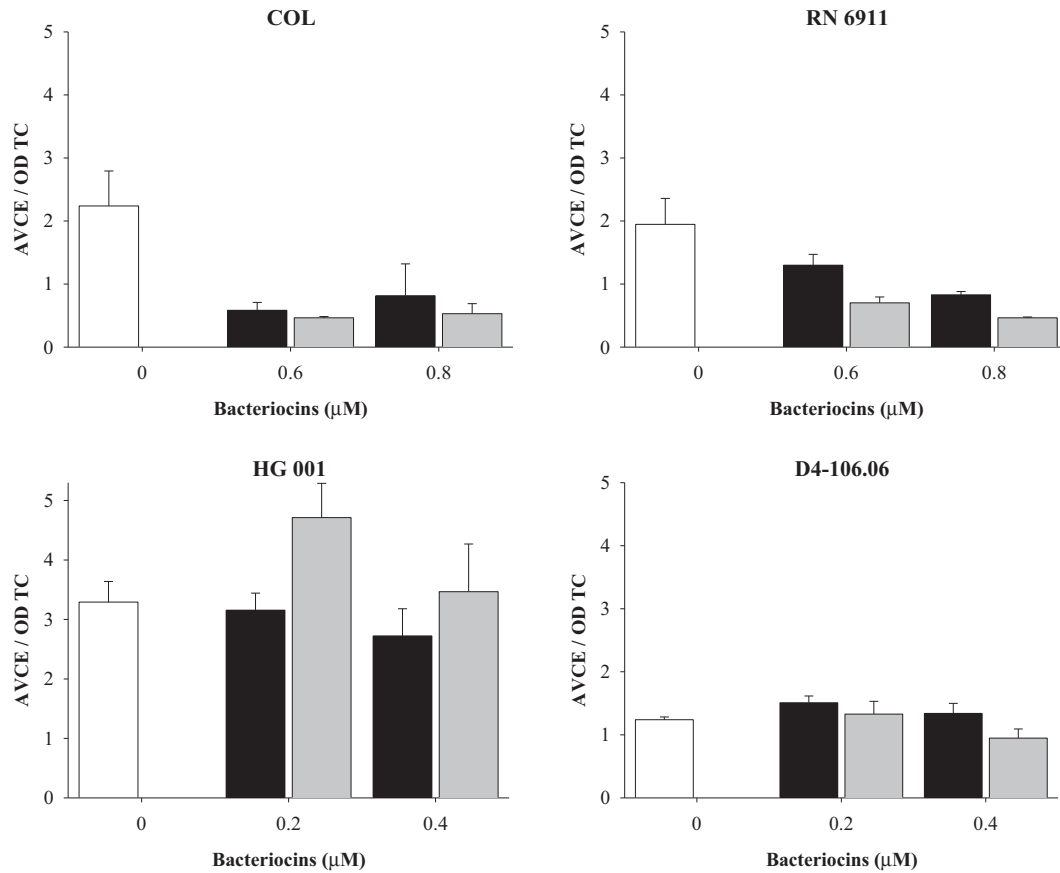 COL
AVCE / OD TC
5
4
3
2
1
0
0 0.6 0.8
Bacteriocins (μM)
RN 6911
AVCE / OD TC
5
4
3
2
1
0
0 0.6 0.8
Bacteriocins (μM)
HG 001
AVCE / OD TC
5
4
3
2
1
0
0 0.2 0.4
Bacteriocins (μM)
D4-106.06
AVCE / OD TC
5
4
3
2
1
0
0 0.2 0.4
Bacteriocins (μM)